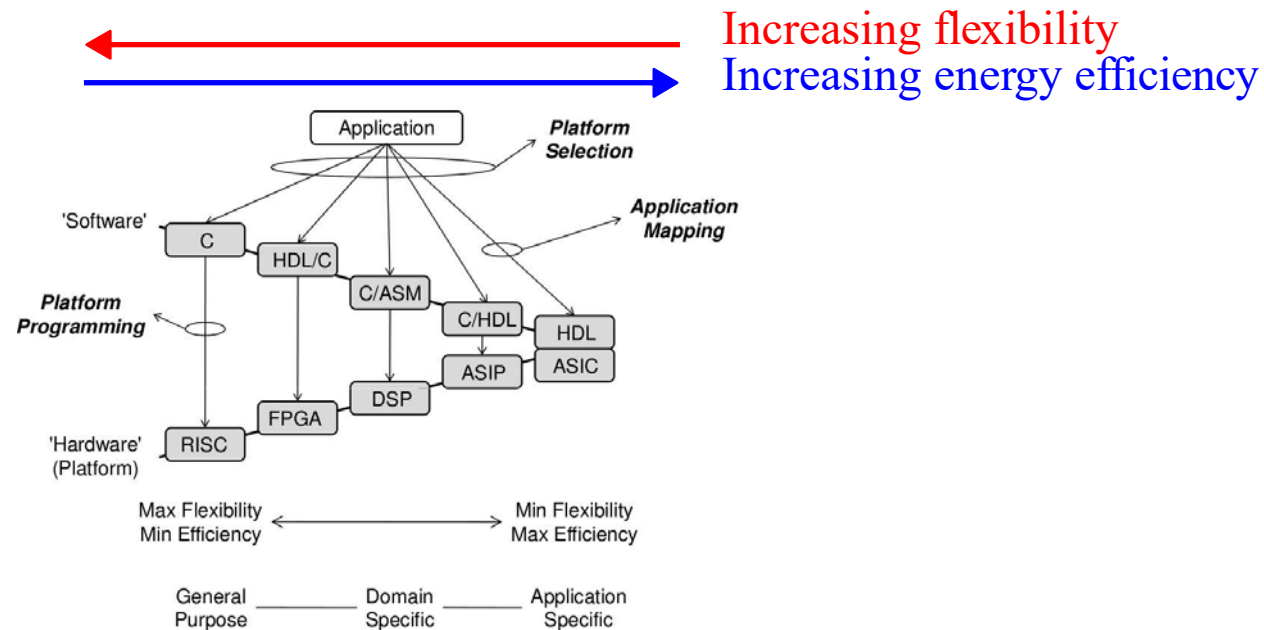 Increasing flexibility
Increasing energy efficiency
Application
Platform
Selection
'Software'
Application
Mapping
C
HDL/C
C/ASM
C/HDL
HDL
Platform
Programming
ASIP
ASIC
DSP
FPGA
RISC
'Hardware'
(Platform)
Max Flexibility
Min Efficiency
Min Flexibility
Max Efficiency
General
Purpose
Domain
Specific
Application
Specific